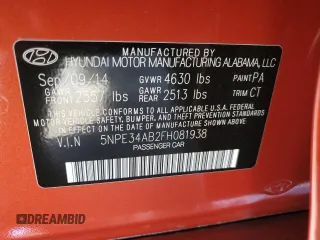 MANUFACTURED BY
HYUNDAI MOTOR MANUFACTURING ALABAMA, LLC
Sep / 09 / 14 GVWR 4630 lbs PAINT PA
GAWR FRONT 2557 lbs GAWR REAR 2513 lbs TRIM CT
THIS VEHICLE CONFORMS TO ALL APPLICABLE FEDERAL
MOTOR VEHICLE SAFETY, BUMPER, AND THEFT PREVENTION
STANDARDS IN EFFECT ON THE DATE OF MANUFACTURE
SHOWN ABOVE.
V.I.N 5NPE34AB2FH081938
PASSENGER CAR
© DREAMBID